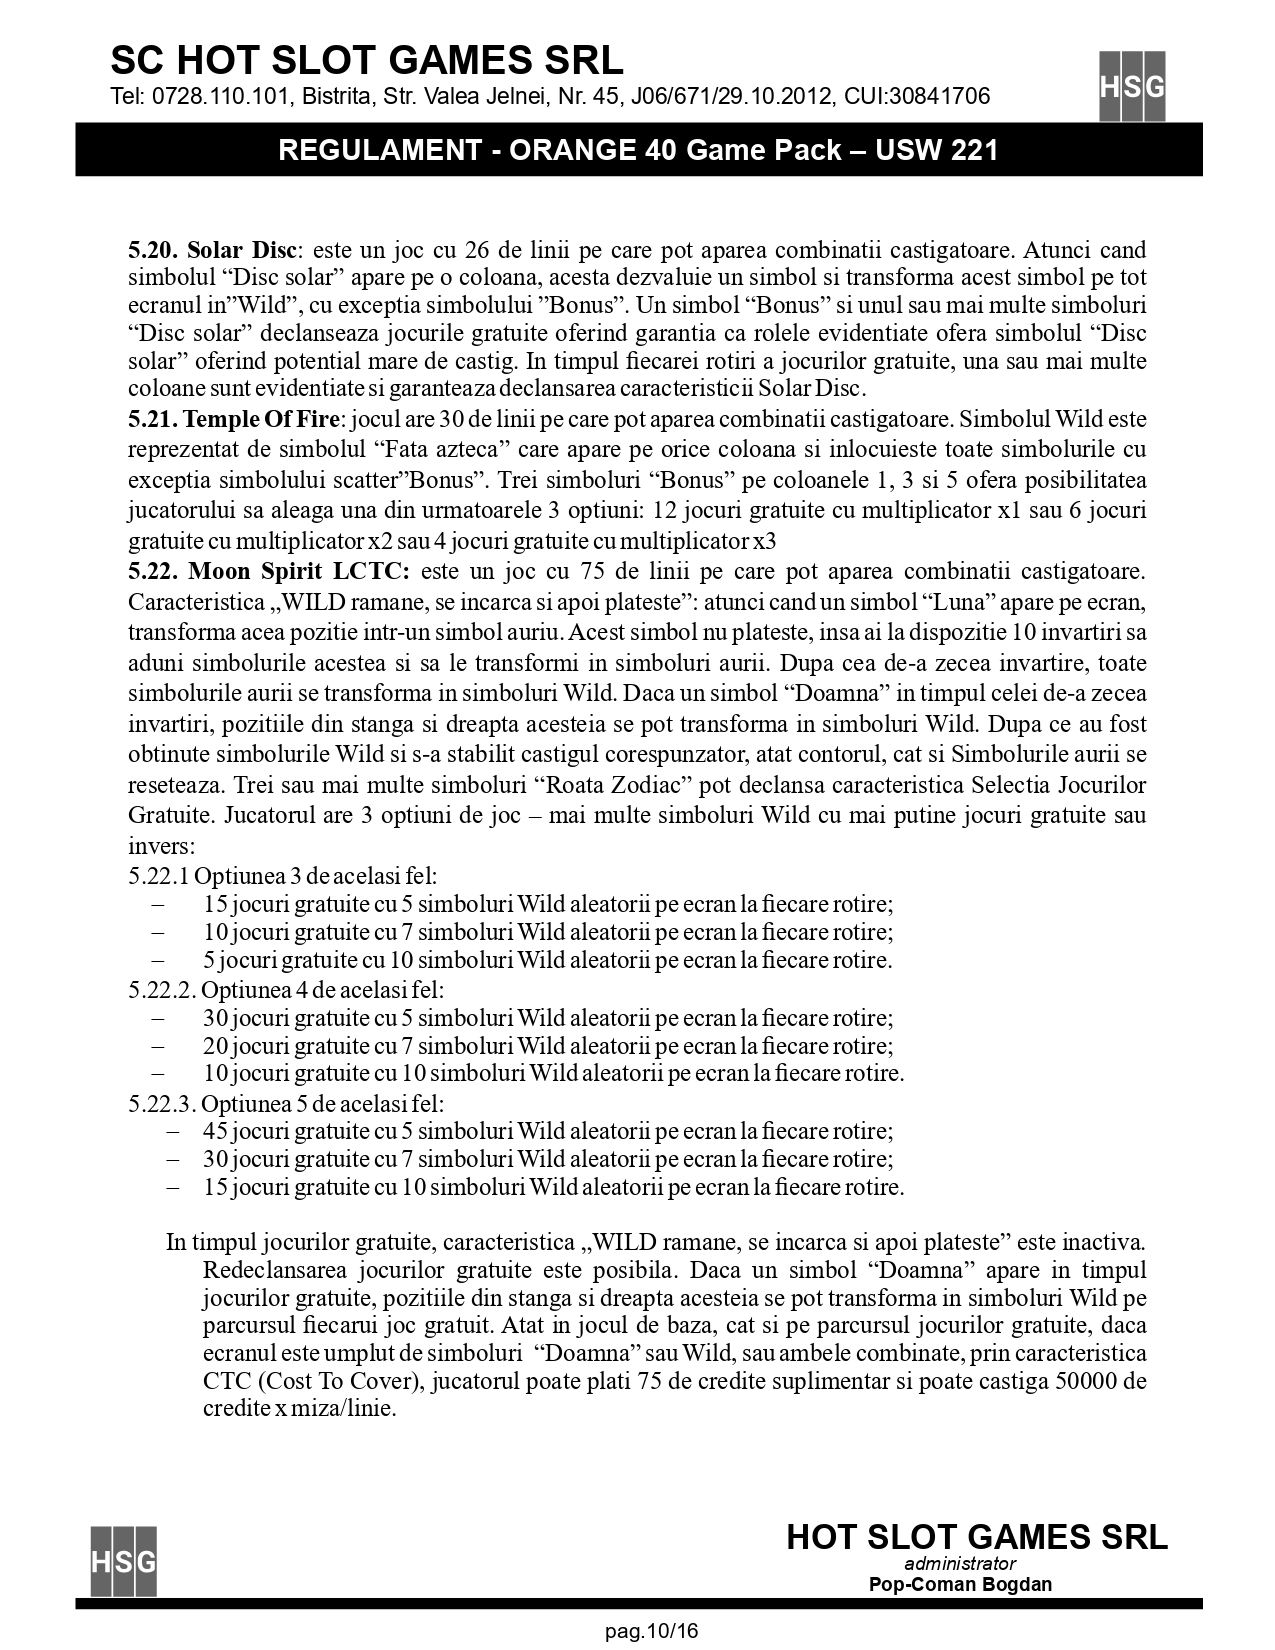 SC HOT SLOT GAMES SRL
Tel: 0728.110.101, Bistrita, Str. Valea Jelnei, Nr. 45, J06/671/29.10.2012, CUI:30841706
HSG
REGULAMENT - ORANGE 40 Game Pack – USW 221
5.20. Solar Disc: este un joc cu 26 de linii pe care pot aparea combinatii castigatoare. Atunci cand
simbolul “Disc solar” apare pe o coloana, acesta dezvaluie un simbol si transforma acest simbol pe tot
ecranul in”Wild”, cu exceptia simbolului ”Bonus”. Un simbol “Bonus” si unul sau mai multe simboluri
“Disc solar” declanseaza jocurile gratuite oferind garantia ca rolele evidentiate ofera simbolul “Disc
solar” oferind potential mare de castig. In timpul fiecarei rotiri a jocurilor gratuite, una sau mai multe
coloane sunt evidentiate si garanteaza declansarea caracteristicii Solar Disc.
5.21. Temple Of Fire: jocul are 30 de linii pe care pot aparea combinatii castigatoare. Simbolul Wild este
reprezentat de simbolul “Fata azteca” care apare pe orice coloana si inlocuieste toate simbolurile cu
exceptia simbolului scatter”Bonus”. Trei simboluri “Bonus” pe coloanele 1, 3 si 5 ofera posibilitatea
jucatorului sa aleaga una din urmatoarele 3 optiuni: 12 jocuri gratuite cu multiplicator x1 sau 6 jocuri
gratuite cu multiplicator x2 sau 4 jocuri gratuite cu multiplicator x3
5.22. Moon Spirit LCTC: este un joc cu 75 de linii pe care pot aparea combinatii castigatoare.
Caracteristica „WILD ramane, se incarca si apoi plateste”: atunci cand un simbol “Luna” apare pe ecran,
transforma acea pozitie intr-un simbol auriu. Acest simbol nu plateste, insa ai la dispozitie 10 invartiri sa
aduni simbolurile acestea si sa le transformi in simboluri aurii. Dupa cea de-a zecea invartire, toate
simbolurile aurii se transforma in simboluri Wild. Daca un simbol “Doamna” in timpul celei de-a zecea
invartiri, pozitiile din stanga si dreapta acesteia se pot transforma in simboluri Wild. Dupa ce au fost
obtinute simbolurile Wild si s-a stabilit castigul corespunzator, atat contorul, cat si Simbolurile aurii se
reseteaza. Trei sau mai multe simboluri “Roata Zodiac” pot declansa caracteristica Selectia Jocurilor
Gratuite. Jucatorul are 3 optiuni de joc – mai multe simboluri Wild cu mai putine jocuri gratuite sau
invers:
5.22.1 Optiunea 3 de acelasi fel:
– 15 jocuri gratuite cu 5 simboluri Wild aleatorii pe ecran la fiecare rotire;
– 10 jocuri gratuite cu 7 simboluri Wild aleatorii pe ecran la fiecare rotire;
– 5 jocuri gratuite cu 10 simboluri Wild aleatorii pe ecran la fiecare rotire.
5.22.2. Optiunea 4 de acelasi fel:
– 30 jocuri gratuite cu 5 simboluri Wild aleatorii pe ecran la fiecare rotire;
– 20 jocuri gratuite cu 7 simboluri Wild aleatorii pe ecran la fiecare rotire;
– 10 jocuri gratuite cu 10 simboluri Wild aleatorii pe ecran la fiecare rotire.
5.22.3. Optiunea 5 de acelasi fel:
– 45 jocuri gratuite cu 5 simboluri Wild aleatorii pe ecran la fiecare rotire;
– 30 jocuri gratuite cu 7 simboluri Wild aleatorii pe ecran la fiecare rotire;
– 15 jocuri gratuite cu 10 simboluri Wild aleatorii pe ecran la fiecare rotire.
In timpul jocurilor gratuite, caracteristica „WILD ramane, se incarca si apoi plateste” este inactiva.
Redeclansarea jocurilor gratuite este posibila. Daca un simbol “Doamna” apare in timpul
jocurilor gratuite, pozitiile din stanga si dreapta acesteia se pot transforma in simboluri Wild pe
parcursul fiecarui joc gratuit. Atat in jocul de baza, cat si pe parcursul jocurilor gratuite, daca
ecranul este umplut de simboluri “Doamna” sau Wild, sau ambele combinate, prin caracteristica
CTC (Cost To Cover), jucatorul poate plati 75 de credite suplimentar si poate castiga 50000 de
credite x miza/linie.
HSG
HOT SLOT GAMES SRL
administrator
Pop-Coman Bogdan
pag.10/16